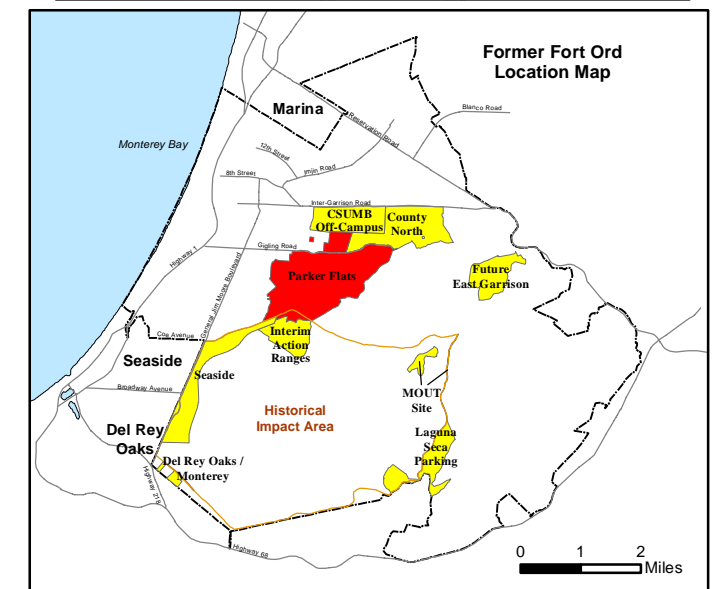 Former Fort Ord
Location Map
Marina
Blanco Road
Reservation Road
Monterey Bay
12th Street
8th Street
Imjin Road
Inter-Garrison Road
CSUMB
Off-Campus
County
North
Gigling Road
Highway 1
General Jim Moore Boulevard
Parker Flats
Future
East Garrison
Coe Avenue
Interim
Action
Ranges
Seaside
Seaside
Broadway Avenue
MOUT
Site
Historical
Impact Area
Del Rey
Oaks
Laguna
Seca
Parking
Del Rey Oaks /
Monterey
Highway 218
Highway 68
0 1 2
Miles